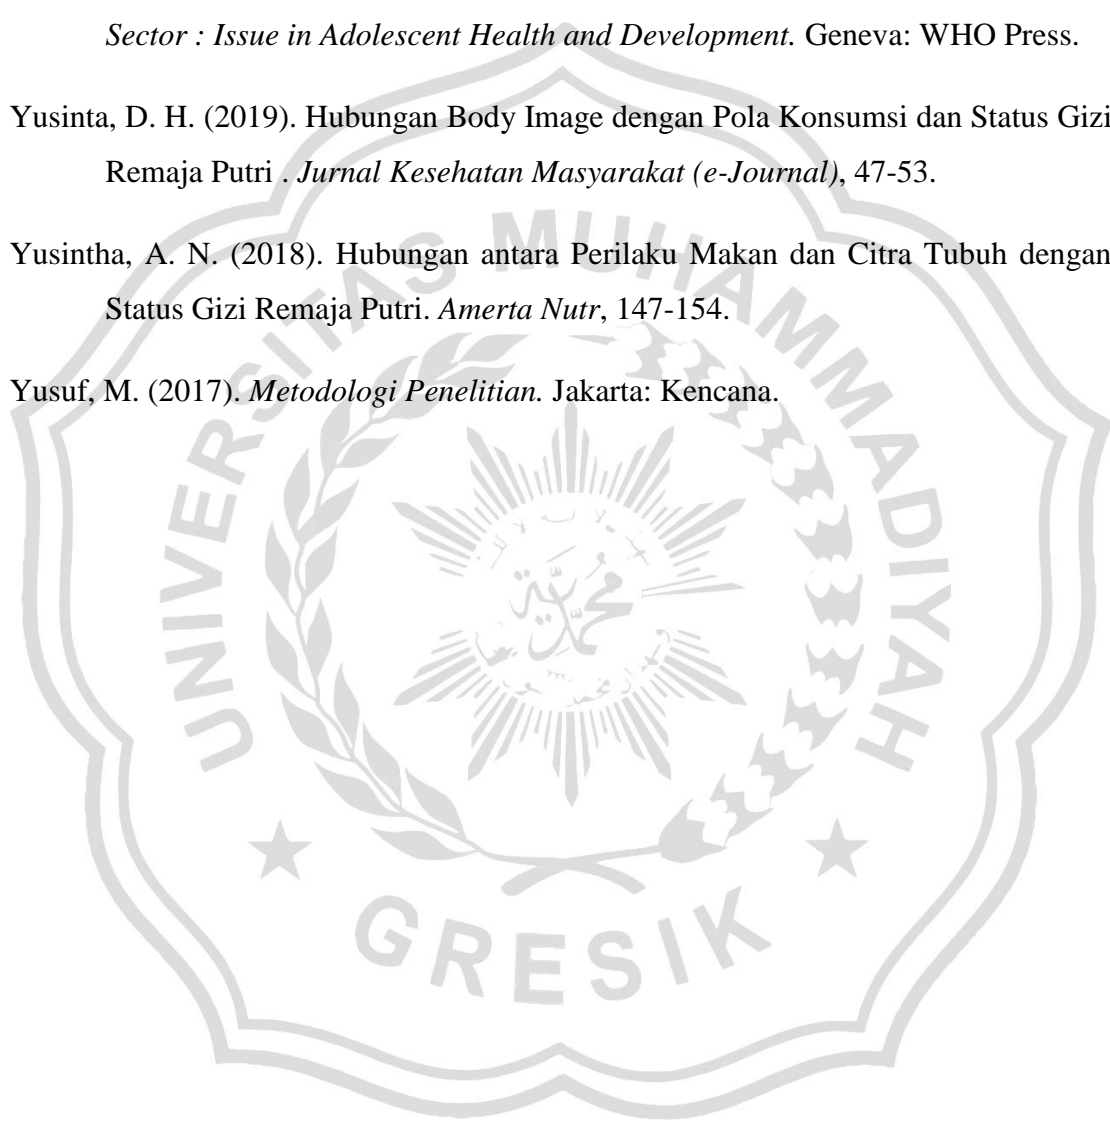 Sector : Issue in Adolescent Health and Development. Geneva: WHO Press.
Yusinta, D. H. (2019). Hubungan Body Image dengan Pola Konsumsi dan Status Gizi
Remaja Putri . Jurnal Kesehatan Masyarakat (e-Journal), 47-53.
Yusintha, A. N. (2018). Hubungan antara Perilaku Makan dan Citra Tubuh dengan
Status Gizi Remaja Putri. Amerta Nutr, 147-154.
Yusuf, M. (2017). Metodologi Penelitian. Jakarta: Kencana.
UNIVERSITAS MUHAMMADIYAH
محمدية
GRESIK